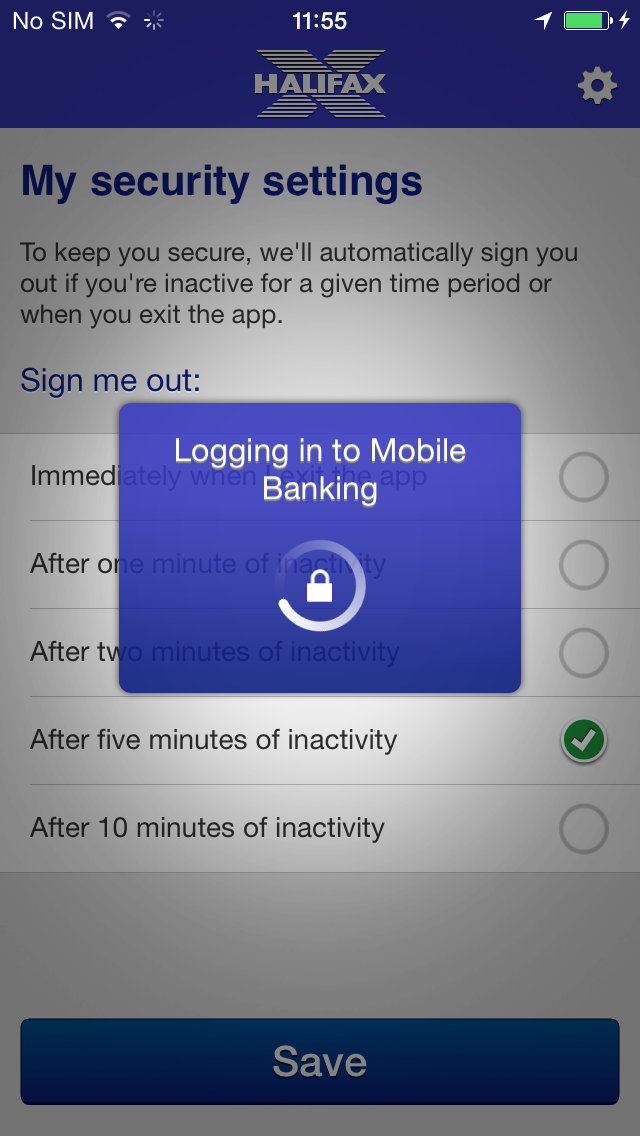 No SIM 11:55
HALIFAX
My security settings
To keep you secure, we'll automatically sign you
out if you're inactive for a given time period or
when you exit the app.
Sign me out:
Logging in to Mobile
Banking
Immediately when I exit the app
After one minute of inactivity
After two minutes of inactivity
After five minutes of inactivity
After 10 minutes of inactivity
Save